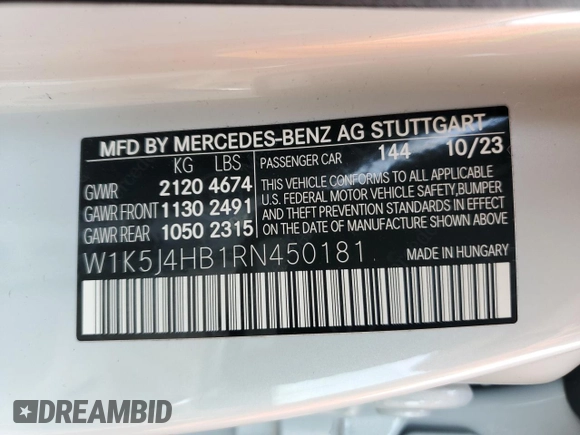 MFD BY MERCEDES-BENZ AG STUTTGART
KG LBS
GVWR 2120 4674
GAWR FRONT 1130 2491
GAWR REAR 1050 2315
PASSENGER CAR 144 10/23
THIS VEHICLE CONFORMS TO ALL APPLICABLE
U.S. FEDERAL MOTOR VEHICLE SAFETY,BUMPER
AND THEFT PREVENTION STANDARDS IN EFFECT
ON THE DATE OF MANUFACTURE SHOWN ABOVE
W1K5J4HB1RN450181 MADE IN HUNGARY
DREAMBID